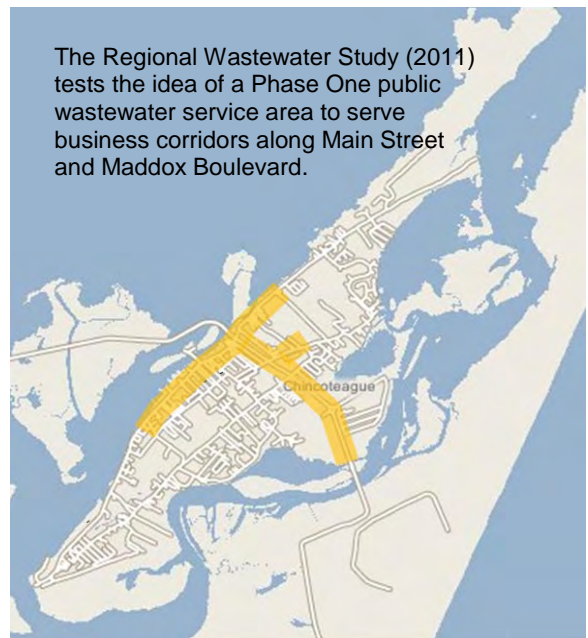 The Regional Wastewater Study (2011)
tests the idea of a Phase One public
wastewater service area to serve
business corridors along Main Street
and Maddox Boulevard.
Chincoteague